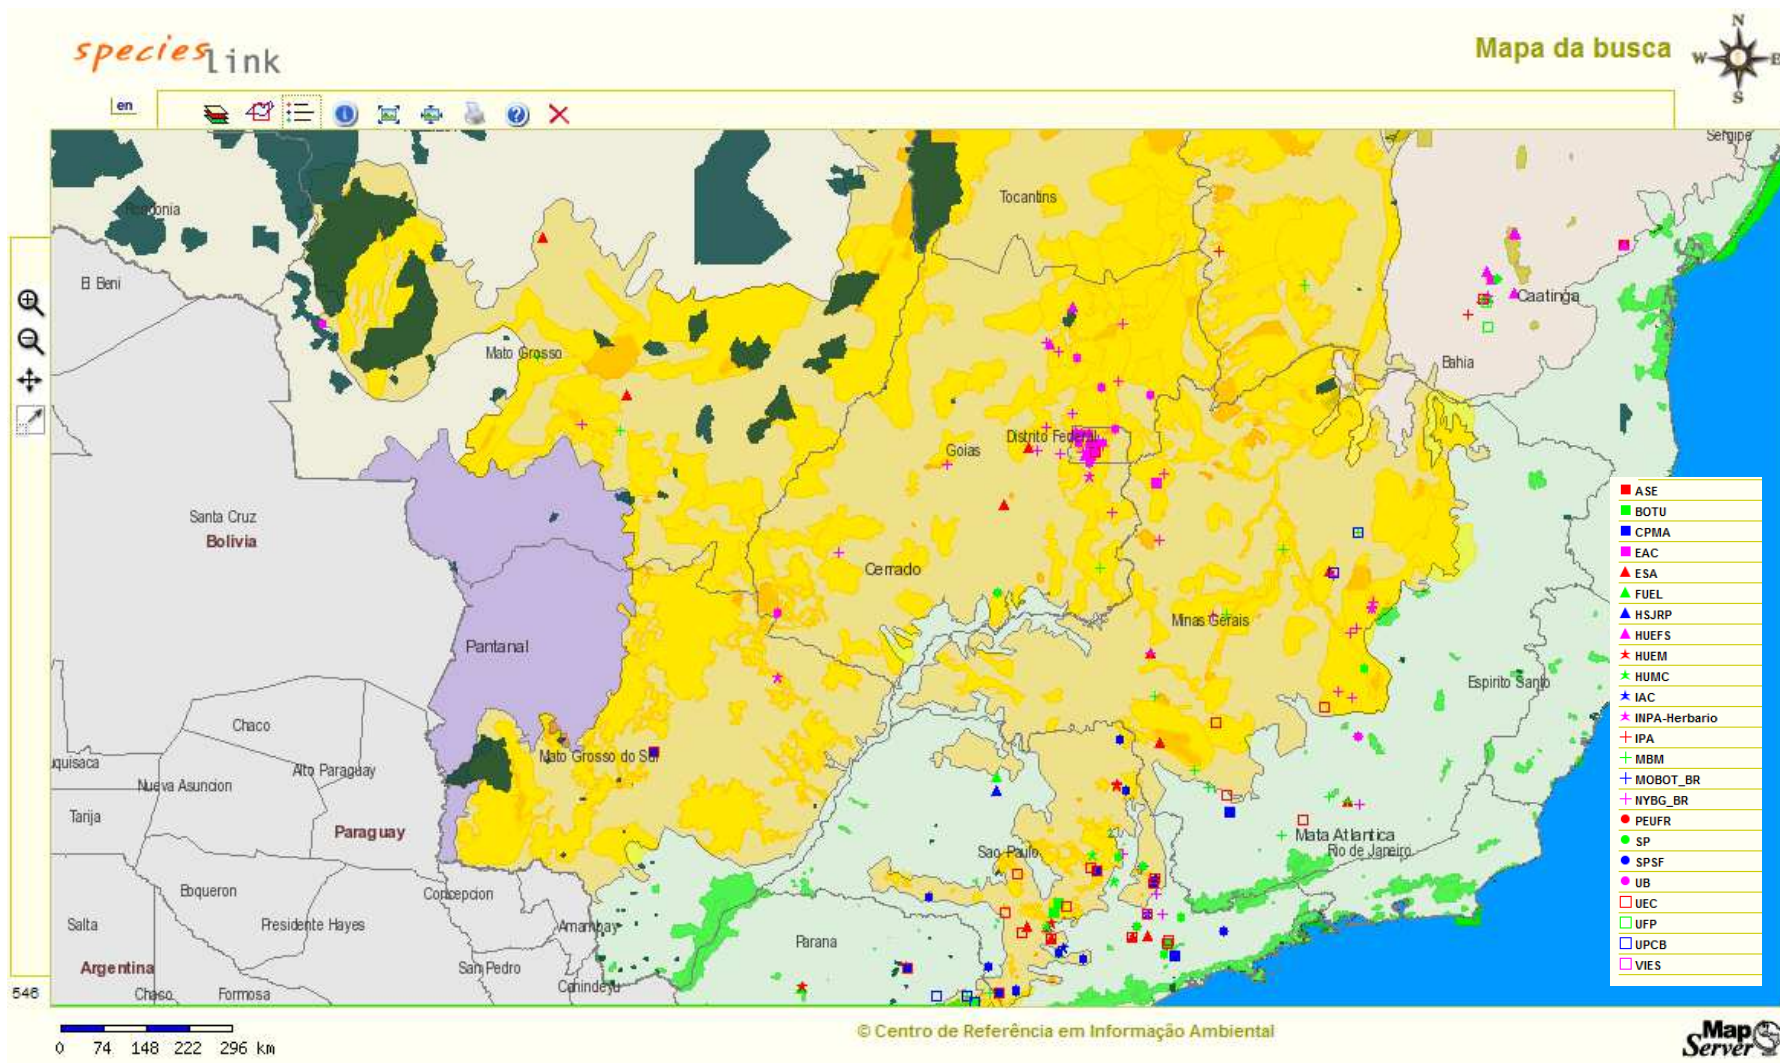 species link
Mapa da busca
N
W E
S
en
Sergipe
Tocantins
El Beni
Caatinga
Mato Grosso
Bahia
Distrito Federal
Goias
Santa Cruz
Bolivia
Cerrado
Minas Gerais
Pantanal
Espirito Santo
Chaco
Mato Grosso do Sul
Alto Paraguay
Nueva Asuncion
Tarija
Paraguay
Mata Atlantica
Rio de Janeiro
Sao Paulo
Boqueron
Concepcion
Salta
Presidente Hayes
Amambay
Parana
Argentina
San Pedro
Canindeyu
Chaco
Formosa
ASE
BOTU
CPMA
EAC
ESA
FUEL
HSJRP
HUEFS
HUEM
HUMC
IAC
INPA-Herbario
IPA
MBM
MOBOT_BR
NYBG_BR
PEUFR
SP
SPSF
UB
UEC
UFP
UPCB
VIES
546
0 74 148 222 296 km
© Centro de Referência em Informação Ambiental
Map
Server